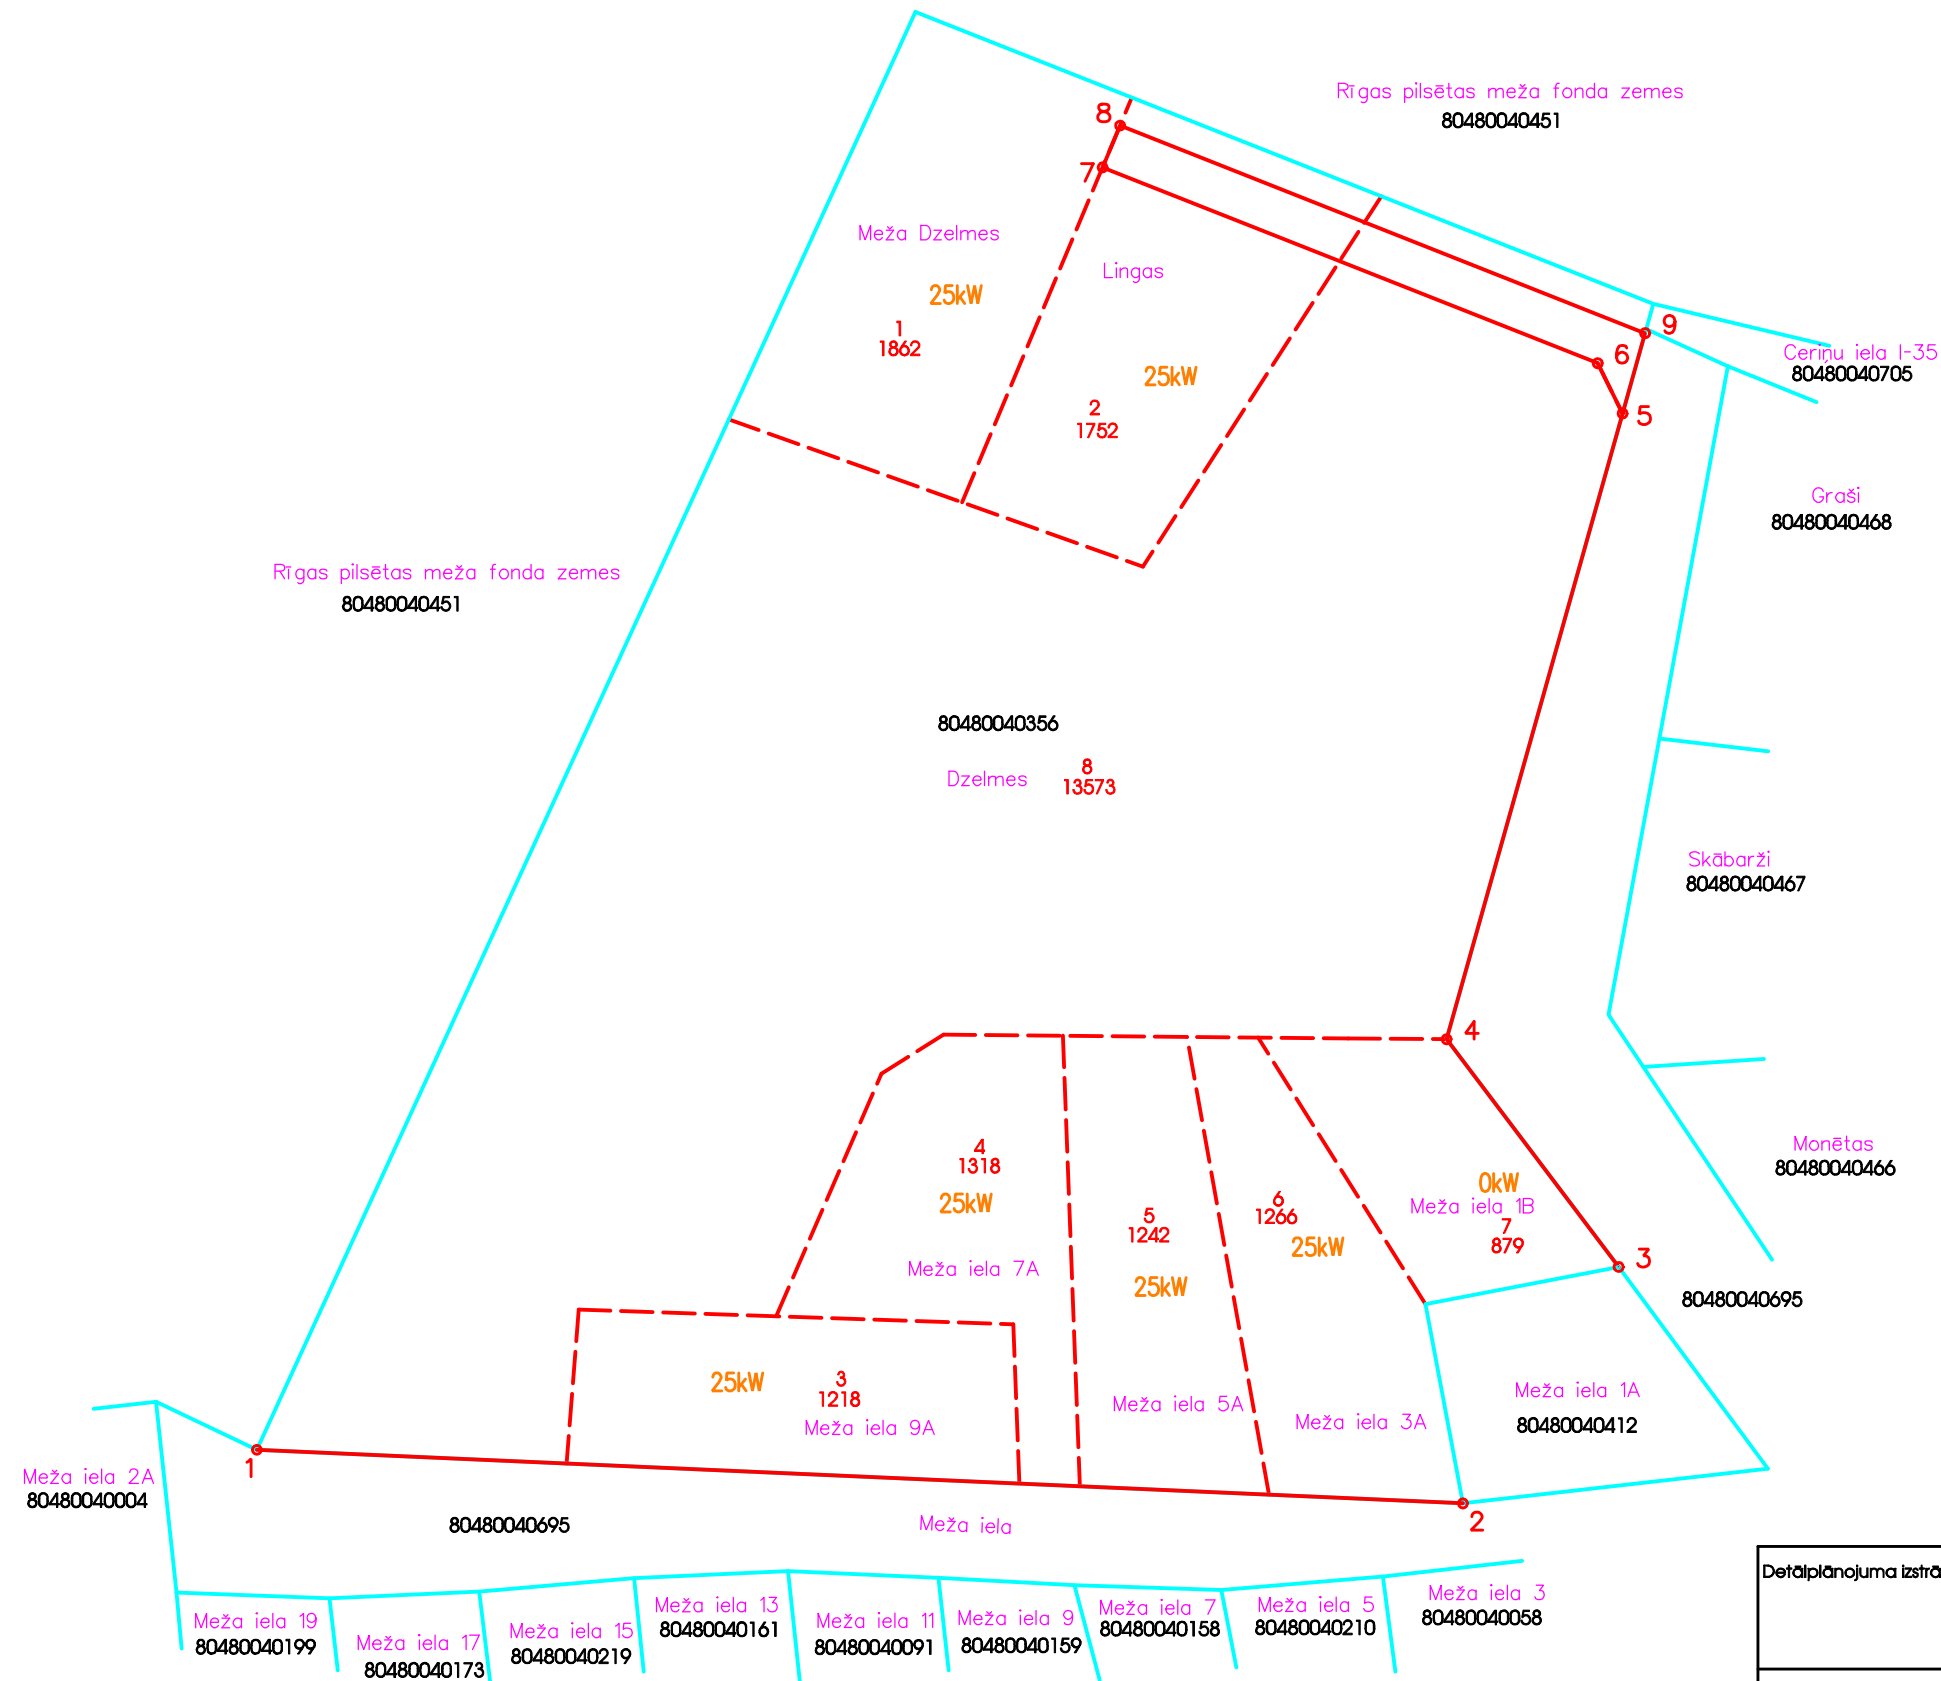 Rīgas pilsētas meža fonda zemes
80480040451
8
7
Meža Dzelmes
25kW
1
1862
Lingas
25kW
2
1752
9
6
5
Ceriņu iela I-35
80480040705
Graši
80480040468
Rīgas pilsētas meža fonda zemes
80480040451
80480040356
Dzelmes
8
13573
Skābarži
80480040467
4
Monētas
80480040466
4
1318
25kW
Meža iela 7A
5
1242
25kW
Meža iela 5A
6
1266
25kW
Meža iela 3A
0kW
Meža iela 1B
7
879
3
80480040695
25kW
3
1218
Meža iela 9A
Meža iela 1A
80480040412
1
2
Meža iela 2A
80480040004
80480040695
Meža iela
Detālplānojuma izstrā
Meža iela 19
80480040199
Meža iela 17
80480040173
Meža iela 15
80480040219
Meža iela 13
80480040161
Meža iela 11
80480040091
Meža iela 9
80480040159
Meža iela 7
80480040158
Meža iela 5
80480040210
Meža iela 3
80480040058